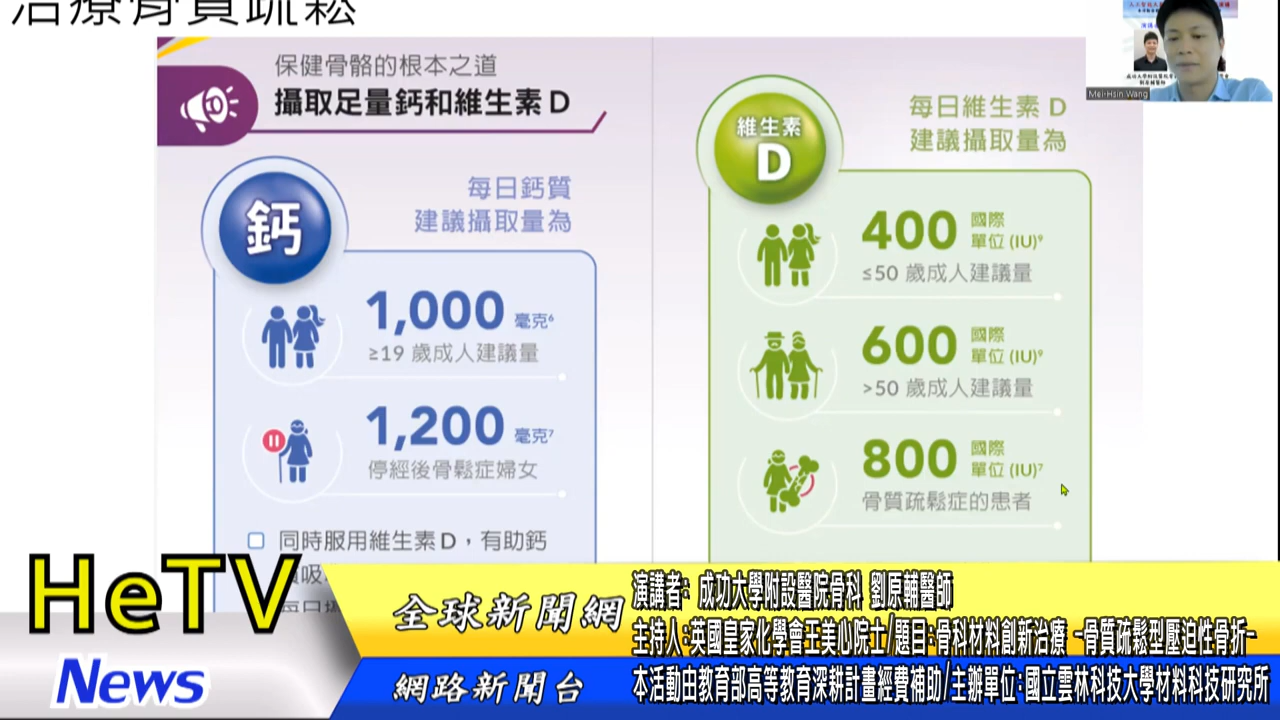 治療骨質疏鬆
保健骨骼的根本之道
攝取足量鈣和維生素 D
鈣
每日鈣質
建議攝取量為
1,000 毫克6
≥19 歲成人建議量
1,200 毫克7
停經後骨鬆症婦女
同時服用維生素 D，有助鈣
維生素
D
每日維生素 D
建議攝取量為
400 國際
單位 (IU)9
≤50 歲成人建議量
600 國際
單位 (IU)9
>50 歲成人建議量
800 國際
單位 (IU)7
骨質疏鬆症的患者
Mei-Hsin Wang
HeTV
News
全球新聞網
網路新聞台
演講者: 成功大學附設醫院骨科 劉原輔醫師
主持人:英國皇家化學會王美心院士/題目:骨科材料創新治療 -骨質疏鬆型壓迫性骨折-
本活動由教育部高等教育深耕計畫經費補助/主辦單位:國立雲林科技大學材料科技研究所